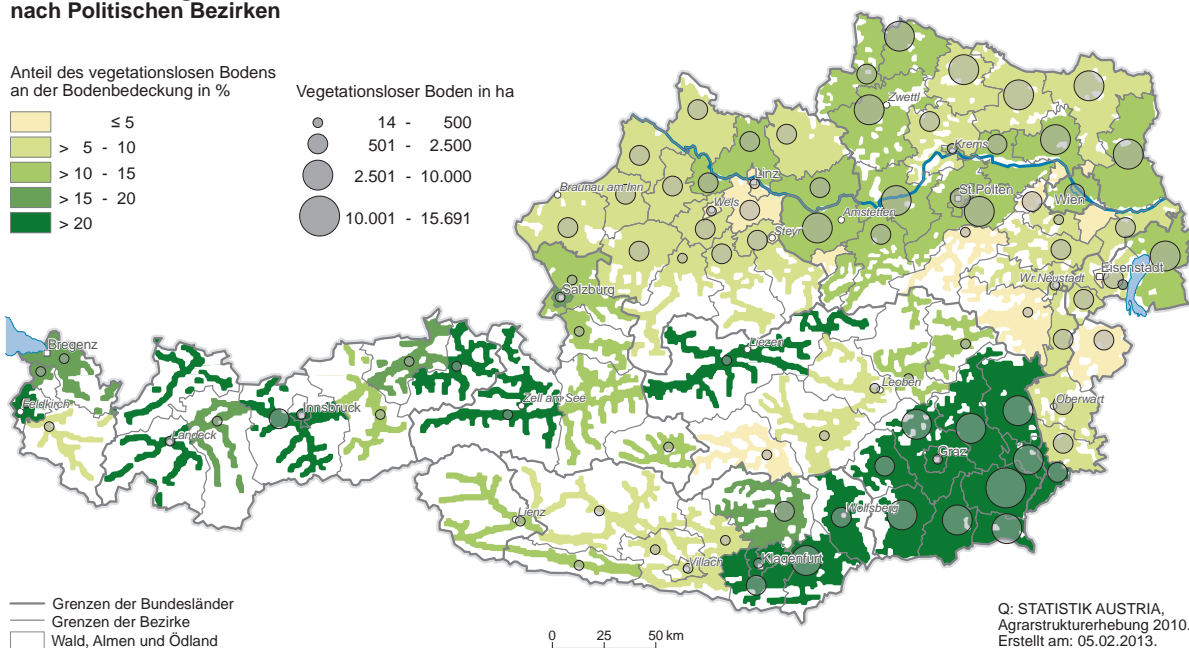 nach Politischen Bezirken
Anteil des vegetationslosen Bodens
an der Bodenbedeckung in %
≤ 5
> 5 - 10
> 10 - 15
> 15 - 20
> 20
Vegetationsloser Boden in ha
14 - 500
501 - 2.500
2.501 - 10.000
10.001 - 15.691
Zwettl
Krems
Linz
Braunau am Inn
St.Pölten
Wien
Wels
Amstetten
Steyr
Eisenstadt
Wr.Neustadt
Salzburg
Bregenz
Liezen
Leoben
Zell am See
Feldkirch
Innsbruck
Oberwart
Landeck
Graz
Lienz
Wolfsberg
Villach
Klagenfurt
Grenzen der Bundesländer
Grenzen der Bezirke
Wald, Almen und Ödland
0 25 50 km
Q: STATISTIK AUSTRIA,
Agrarstrukturerhebung 2010.
Erstellt am: 05.02.2013.